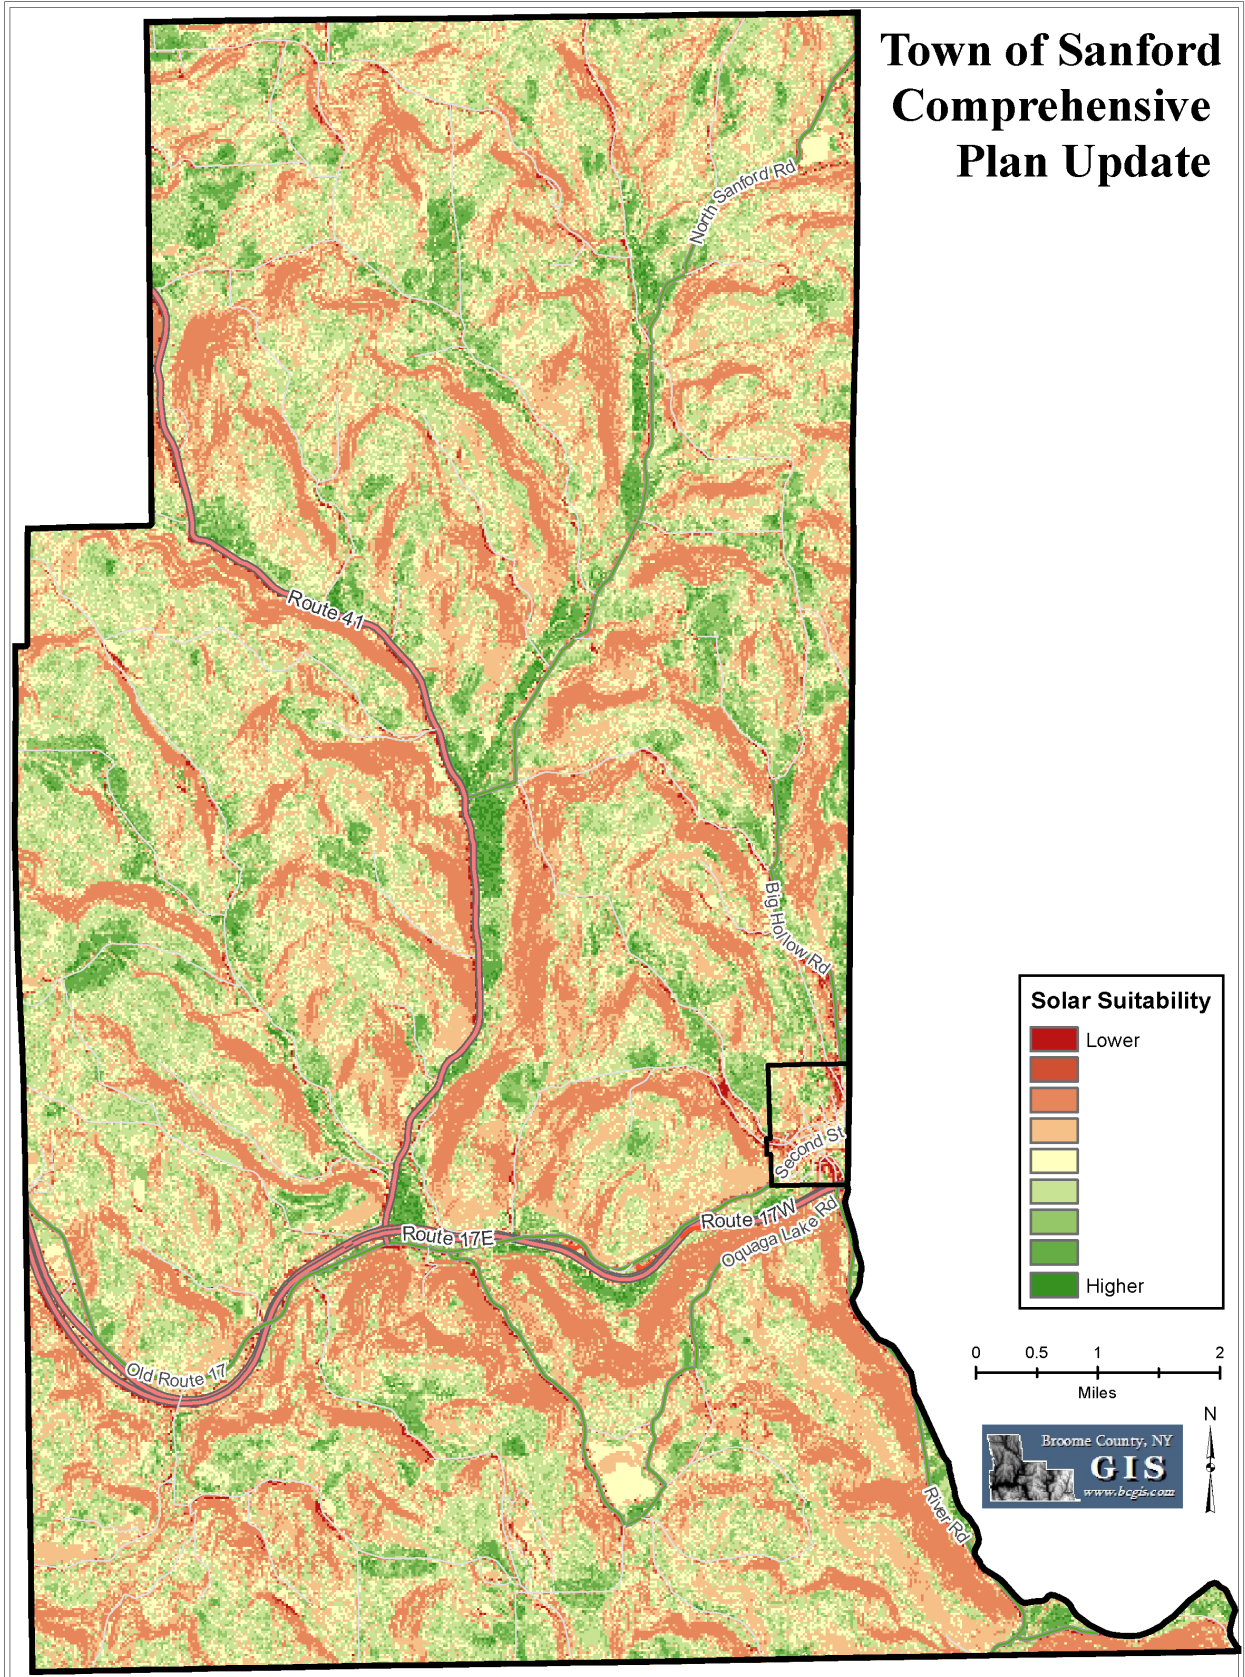 Town of Sanford
Comprehensive
Plan Update
North Sanford Rd
Route 41
Big Hollow Rd
Second St
Route 17W
Route 17E
Oquaga Lake Rd
Old Route 17
River Rd
Solar Suitability
Lower
Higher
0 0.5 1 2
Miles
N
Broome County, NY
GIS
www.bcgis.com